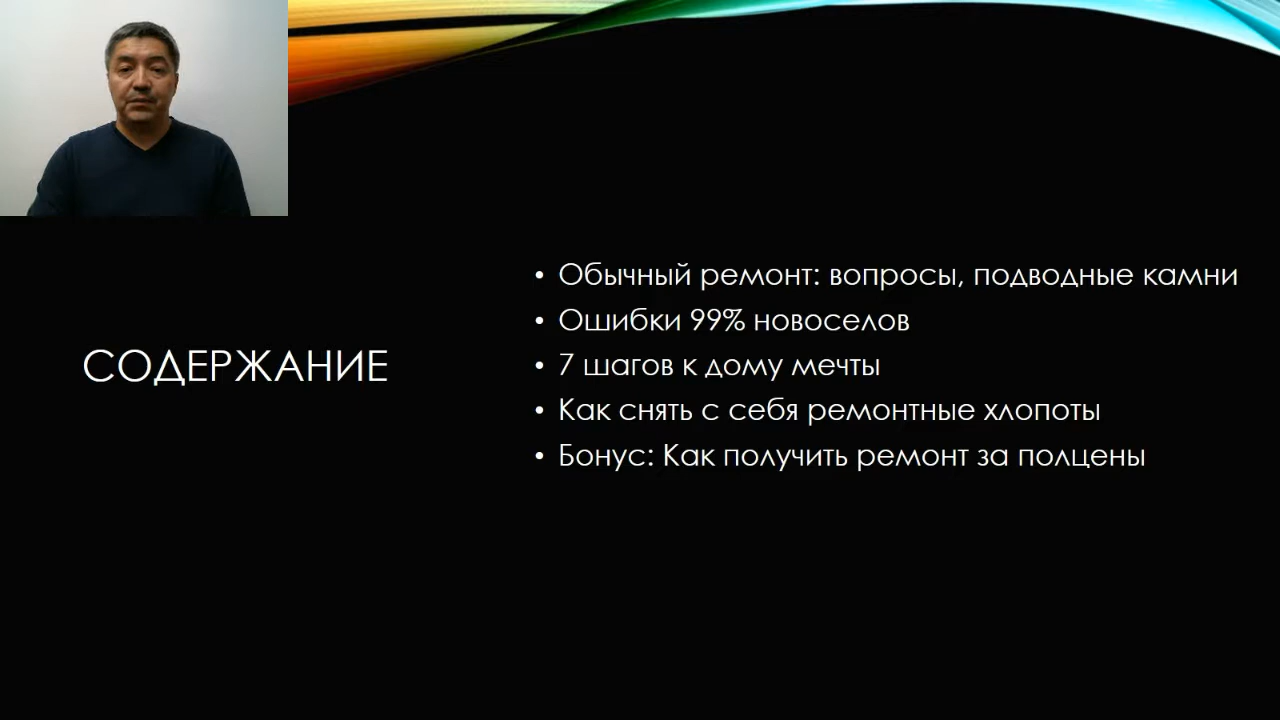 СОДЕРЖАНИЕ
• Обычный ремонт: вопросы, подводные камни
• Ошибки 99% новоселов
• 7 шагов к дому мечты
• Как снять с себя ремонтные хлопоты
• Бонус: Как получить ремонт за полцены